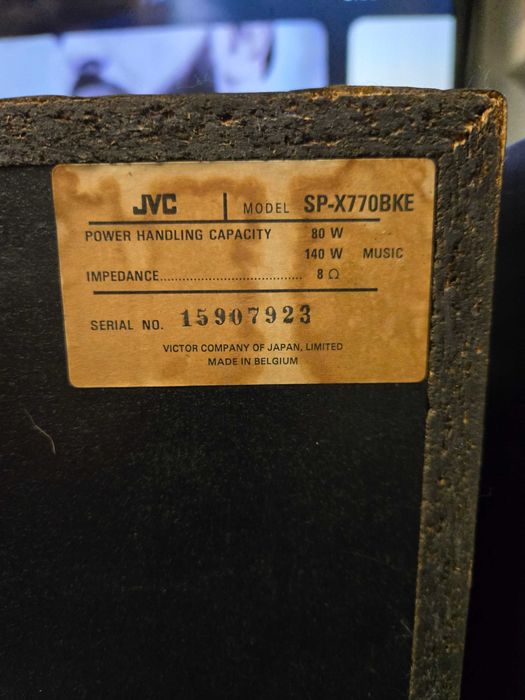 JVC | MODEL SP-X770BKE
POWER HANDLING CAPACITY 80 W
140 W MUSIC
IMPEDANCE................................... 8 Ω
SERIAL NO. 15907923
VICTOR COMPANY OF JAPAN, LIMITED
MADE IN BELGIUM